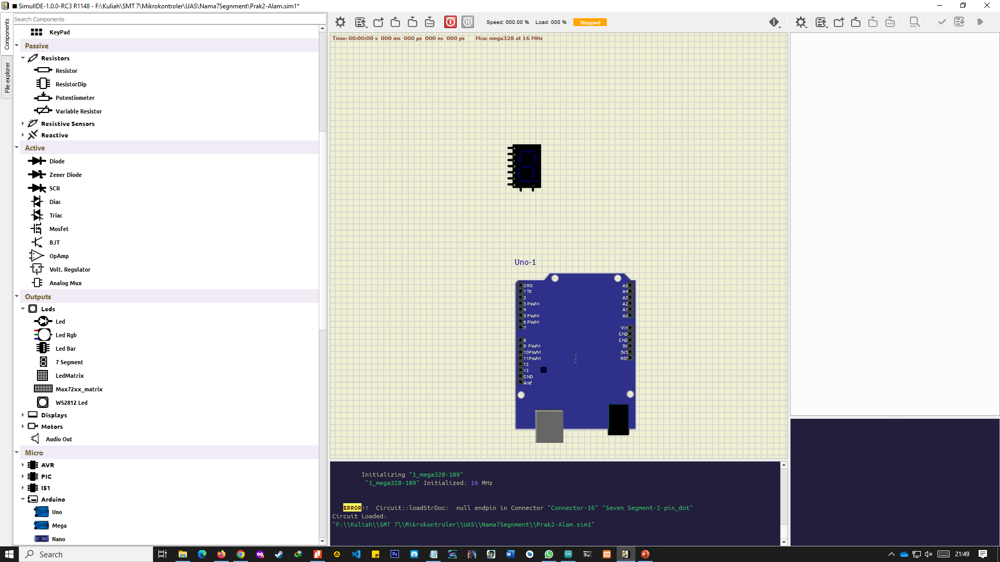 SimulIDE-1.0.0-RC3 R1148 - F:\Kuliah\SMT 7\Mikrokontroler\UAS\Nama7Segnment\Prak2-Alam.sim1*
Components
File explorer
Search Components
KeyPad
Passive
Resistors
Resistor
ResistorDip
Potentiometer
Variable Resistor
Resistive Sensors
Reactive
Active
Diode
Zener Diode
SCR
Diac
Triac
Mosfet
BJT
OpAmp
Volt. Regulator
Analog Mux
Outputs
Leds
Led
Led Rgb
Led Bar
7 Segment
LedMatrix
Max72xx_matrix
WS2812 Led
Displays
Motors
Audio Out
Micro
AVR
PIC
I51
Arduino
Uno
Mega
Nano
Speed: 000.00 % Load: 000 % Stopped
Time: 00:00:00 s 000 ms 000 µs 000 ns 000 ps Mcu: mega328 at 16 MHz
a
b
c
d
e
f
g
Uno-1
0RX
1TX
2
3 PWM
4
5 PWM
6 PWM
7
8
9 PWM
10PWM
11PWM
12
13
GND
Aref
A5
A4
A3
A2
A1
A0
Vin
GND
GND
5V
3V3
RST
Initializing "1_mega328-109"
"1_mega328-109" Initialized: 16 MHz
ERROR!! Circuit::loadStrDoc: null endpin in Connector "Connector-16" "Seven Segment-2-pin_dot"
Circuit Loaded:
"F:\\Kuliah\\SMT 7\\Mikrokontroler\\UAS\\Nama7Segnment\\Prak2-Alam.sim1"
Search
21:49